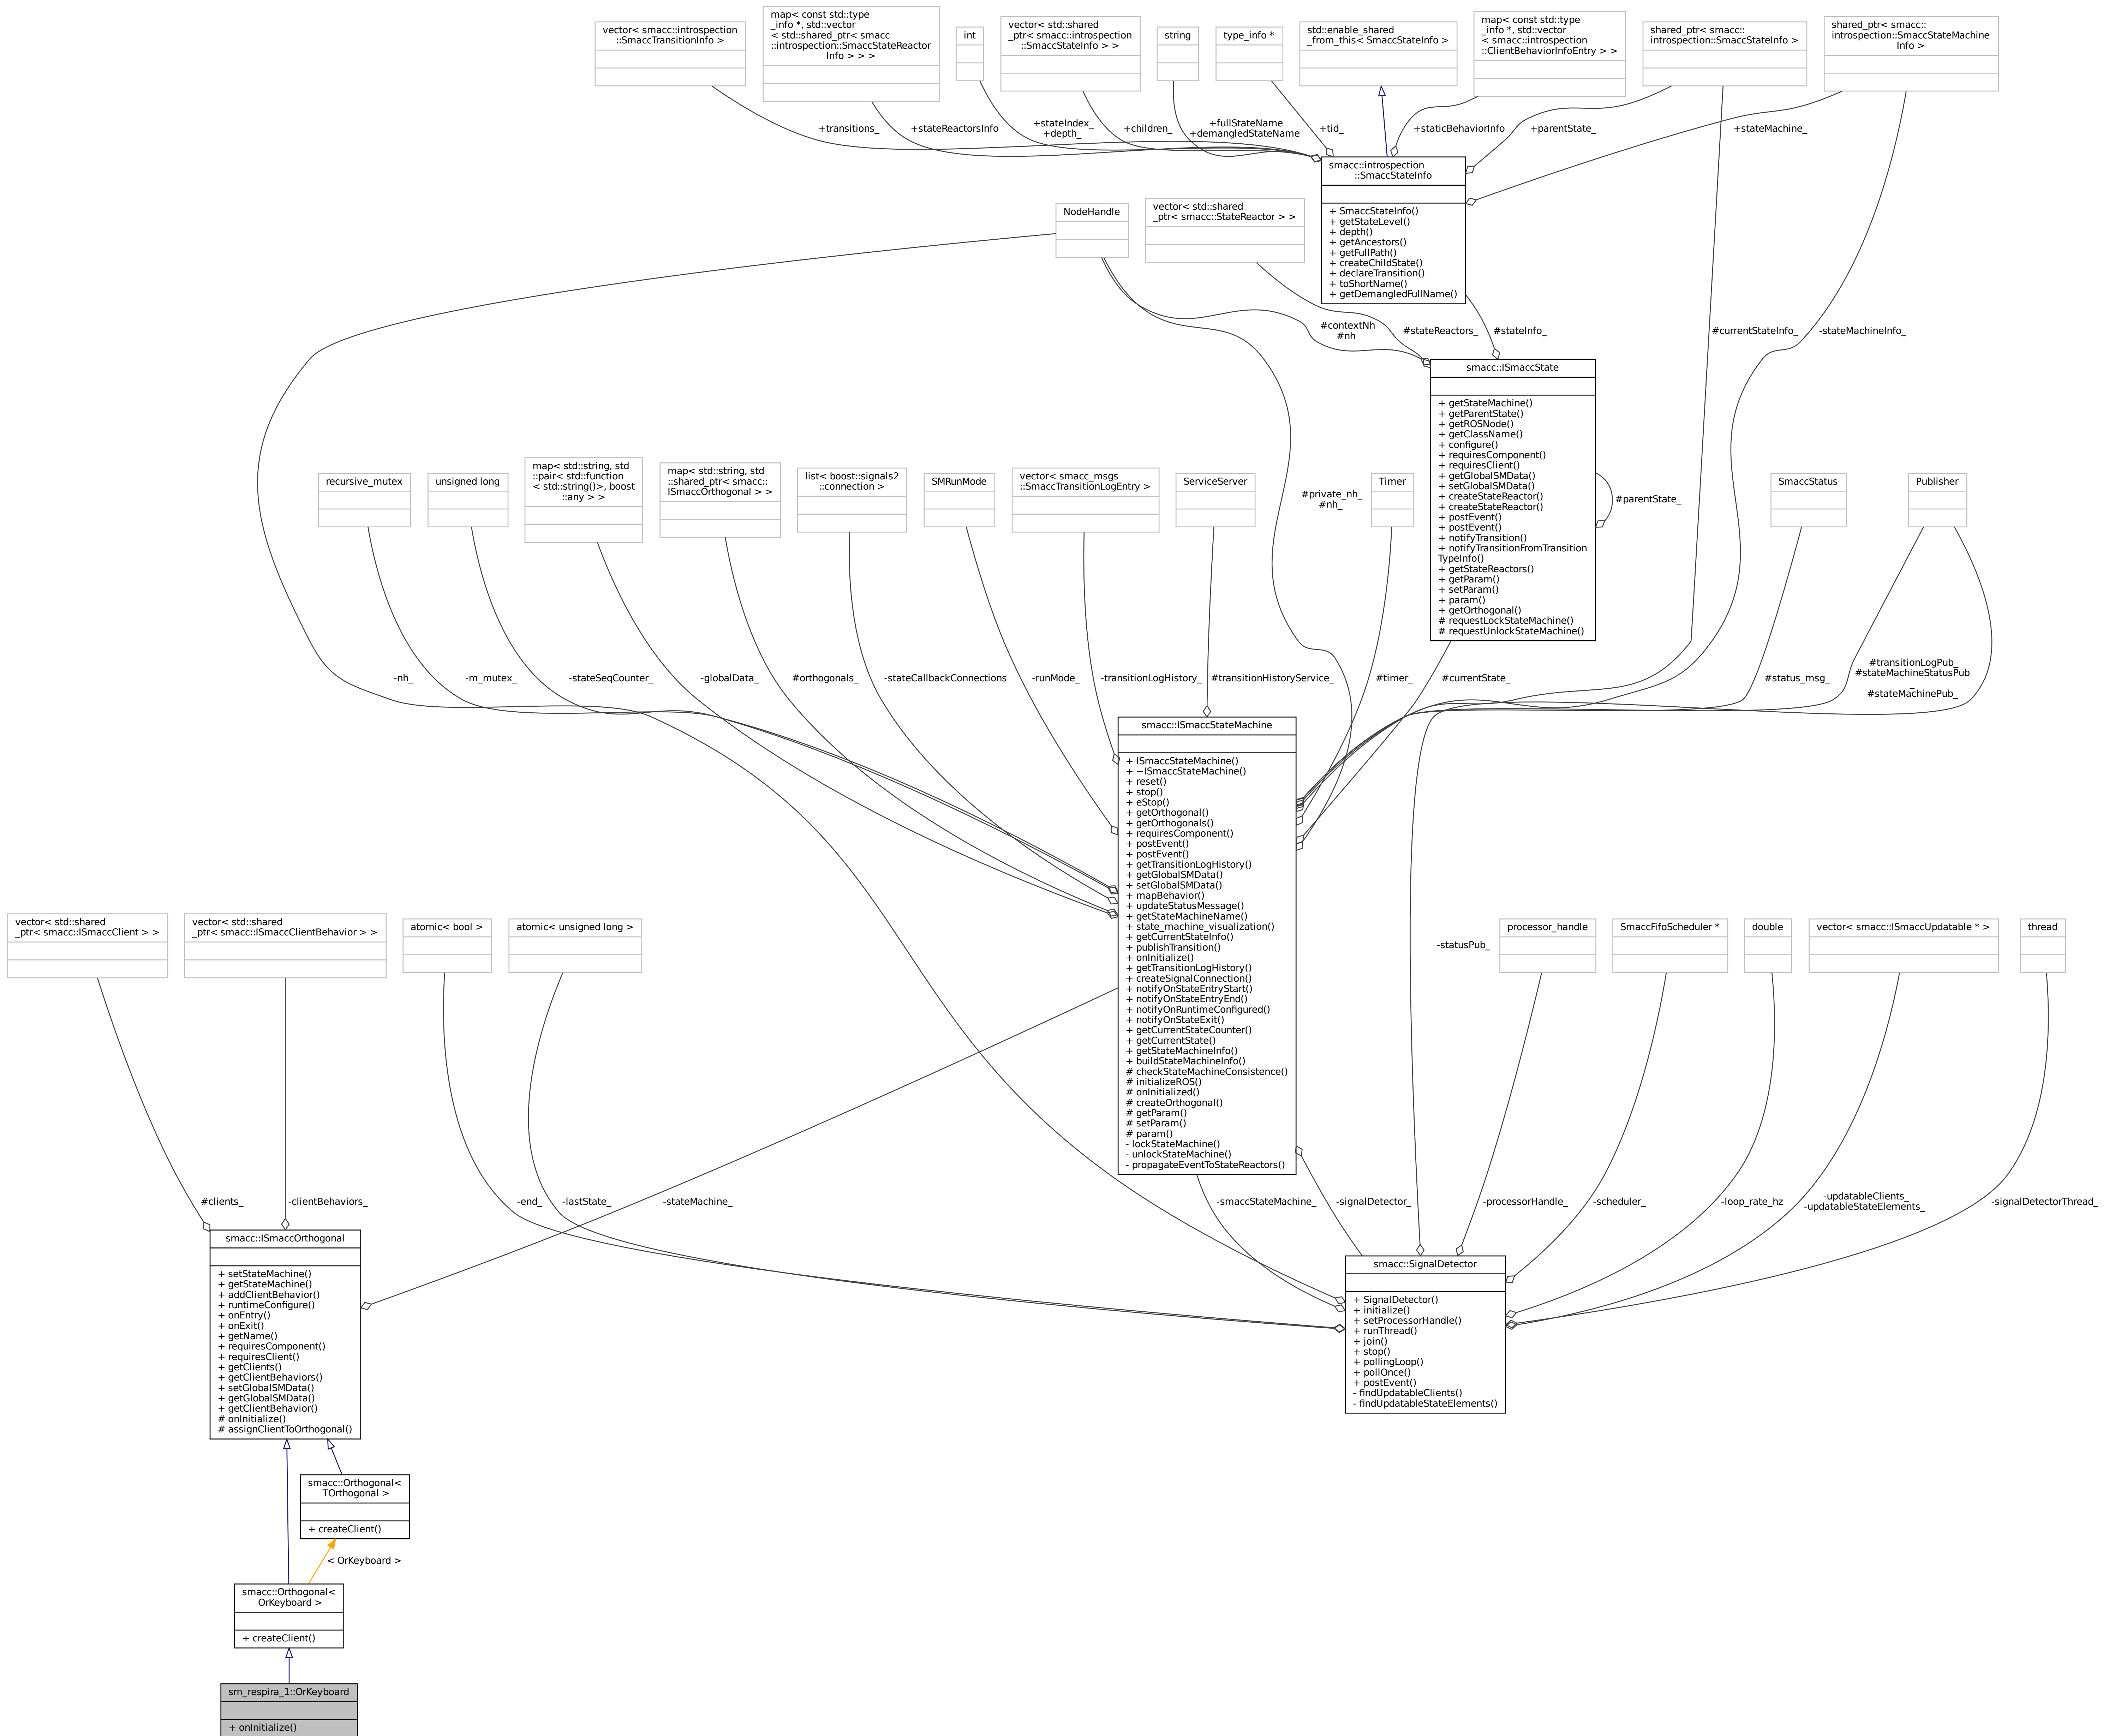 vector< smacc::introspection
::SmaccTransitionInfo >
map< const std::type
_info *, std::vector
< std::shared_ptr< smacc
::introspection::SmaccStateReactor
Info > > >
int
vector< std::shared
_ptr< smacc::introspection
::SmaccStateInfo > >
string
type_info *
std::enable_shared
_from_this< SmaccStateInfo >
map< const std::type
_info *, std::vector
< smacc::introspection
::ClientBehaviorInfoEntry > >
shared_ptr< smacc::
introspection::SmaccStateInfo >
shared_ptr< smacc::
introspection::SmaccStateMachine
Info >
+transitions_
+stateReactorsInfo
+stateIndex_
+depth_
+children_
+fullStateName
+demangledStateName
+tid_
+staticBehaviorInfo
+parentState_
+stateMachine_
smacc::introspection
::SmaccStateInfo
+ SmaccStateInfo()
+ getStateLevel()
+ depth()
+ getAncestors()
+ getFullPath()
+ createChildState()
+ declareTransition()
+ toShortName()
+ getDemangledFullName()
NodeHandle
vector< std::shared
_ptr< smacc::StateReactor > >
#contextNh
#nh
#stateReactors_
#stateInfo_
#currentStateInfo_
-stateMachineInfo_
smacc::ISmaccState
+ getStateMachine()
+ getParentState()
+ getROSNode()
+ getClassName()
+ configure()
+ requiresComponent()
+ requiresClient()
+ getGlobalSMData()
+ setGlobalSMData()
+ createStateReactor()
+ createStateReactor()
+ postEvent()
+ postEvent()
+ notifyTransition()
+ notifyTransitionFromTransition
TypeInfo()
+ getStateReactors()
+ getParam()
+ setParam()
+ param()
+ getOrthogonal()
# requestLockStateMachine()
# requestUnlockStateMachine()
#parentState_
recursive_mutex
unsigned long
map< std::string, std
::pair< std::function
< std::string()>, boost
::any > >
map< std::string, std
::shared_ptr< smacc::
ISmaccOrthogonal > >
list< boost::signals2
::connection >
SMRunMode
vector< smacc_msgs
::SmaccTransitionLogEntry >
ServiceServer
#private_nh_
#nh_
Timer
SmaccStatus
Publisher
-nh_
-m_mutex_
-stateSeqCounter_
-globalData_
#orthogonals_
-stateCallbackConnections
-runMode_
-transitionLogHistory_
#transitionHistoryService_
#timer_
#currentState_
#status_msg_
#transitionLogPub_
#stateMachineStatusPub
_
#stateMachinePub_
smacc::ISmaccStateMachine
+ ISmaccStateMachine()
+ ~ISmaccStateMachine()
+ reset()
+ stop()
+ eStop()
+ getOrthogonal()
+ getOrthogonals()
+ requiresComponent()
+ postEvent()
+ postEvent()
+ getTransitionLogHistory()
+ getGlobalSMData()
+ setGlobalSMData()
+ mapBehavior()
+ updateStatusMessage()
+ getStateMachineName()
+ state_machine_visualization()
+ getCurrentStateInfo()
+ publishTransition()
+ onInitialize()
+ getTransitionLogHistory()
+ createSignalConnection()
+ notifyOnStateEntryStart()
+ notifyOnStateEntryEnd()
+ notifyOnRuntimeConfigured()
+ notifyOnStateExit()
+ getCurrentStateCounter()
+ getCurrentState()
+ getStateMachineInfo()
+ buildStateMachineInfo()
# checkStateMachineConsistence()
# initializeROS()
# onInitialized()
# createOrthogonal()
# getParam()
# setParam()
# param()
- lockStateMachine()
- unlockStateMachine()
- propagateEventToStateReactors()
vector< std::shared
_ptr< smacc::ISmaccClient > >
vector< std::shared
_ptr< smacc::ISmaccClientBehavior > >
atomic< bool >
atomic< unsigned long >
-statusPub_
processor_handle
SmaccFifoScheduler *
double
vector< smacc::ISmaccUpdatable * >
thread
#clients_
-clientBehaviors_
-stateMachine_
-end_
-lastState_
-smaccStateMachine_
-signalDetector_
-processorHandle_
-scheduler_
-loop_rate_hz
-updatableClients_
-updatableStateElements_
-signalDetectorThread_
smacc::ISmaccOrthogonal
+ setStateMachine()
+ getStateMachine()
+ addClientBehavior()
+ runtimeConfigure()
+ onEntry()
+ onExit()
+ getName()
+ requiresComponent()
+ requiresClient()
+ getClients()
+ getClientBehaviors()
+ setGlobalSMData()
+ getGlobalSMData()
+ getClientBehavior()
# onInitialize()
# assignClientToOrthogonal()
smacc::SignalDetector
+ SignalDetector()
+ initialize()
+ setProcessorHandle()
+ runThread()
+ join()
+ stop()
+ pollingLoop()
+ pollOnce()
+ postEvent()
- findUpdatableClients()
- findUpdatableStateElements()
smacc::Orthogonal<
TOrthogonal >
+ createClient()
< OrKeyboard >
smacc::Orthogonal<
OrKeyboard >
+ createClient()
sm_respira_1::OrKeyboard
+ onInitialize()